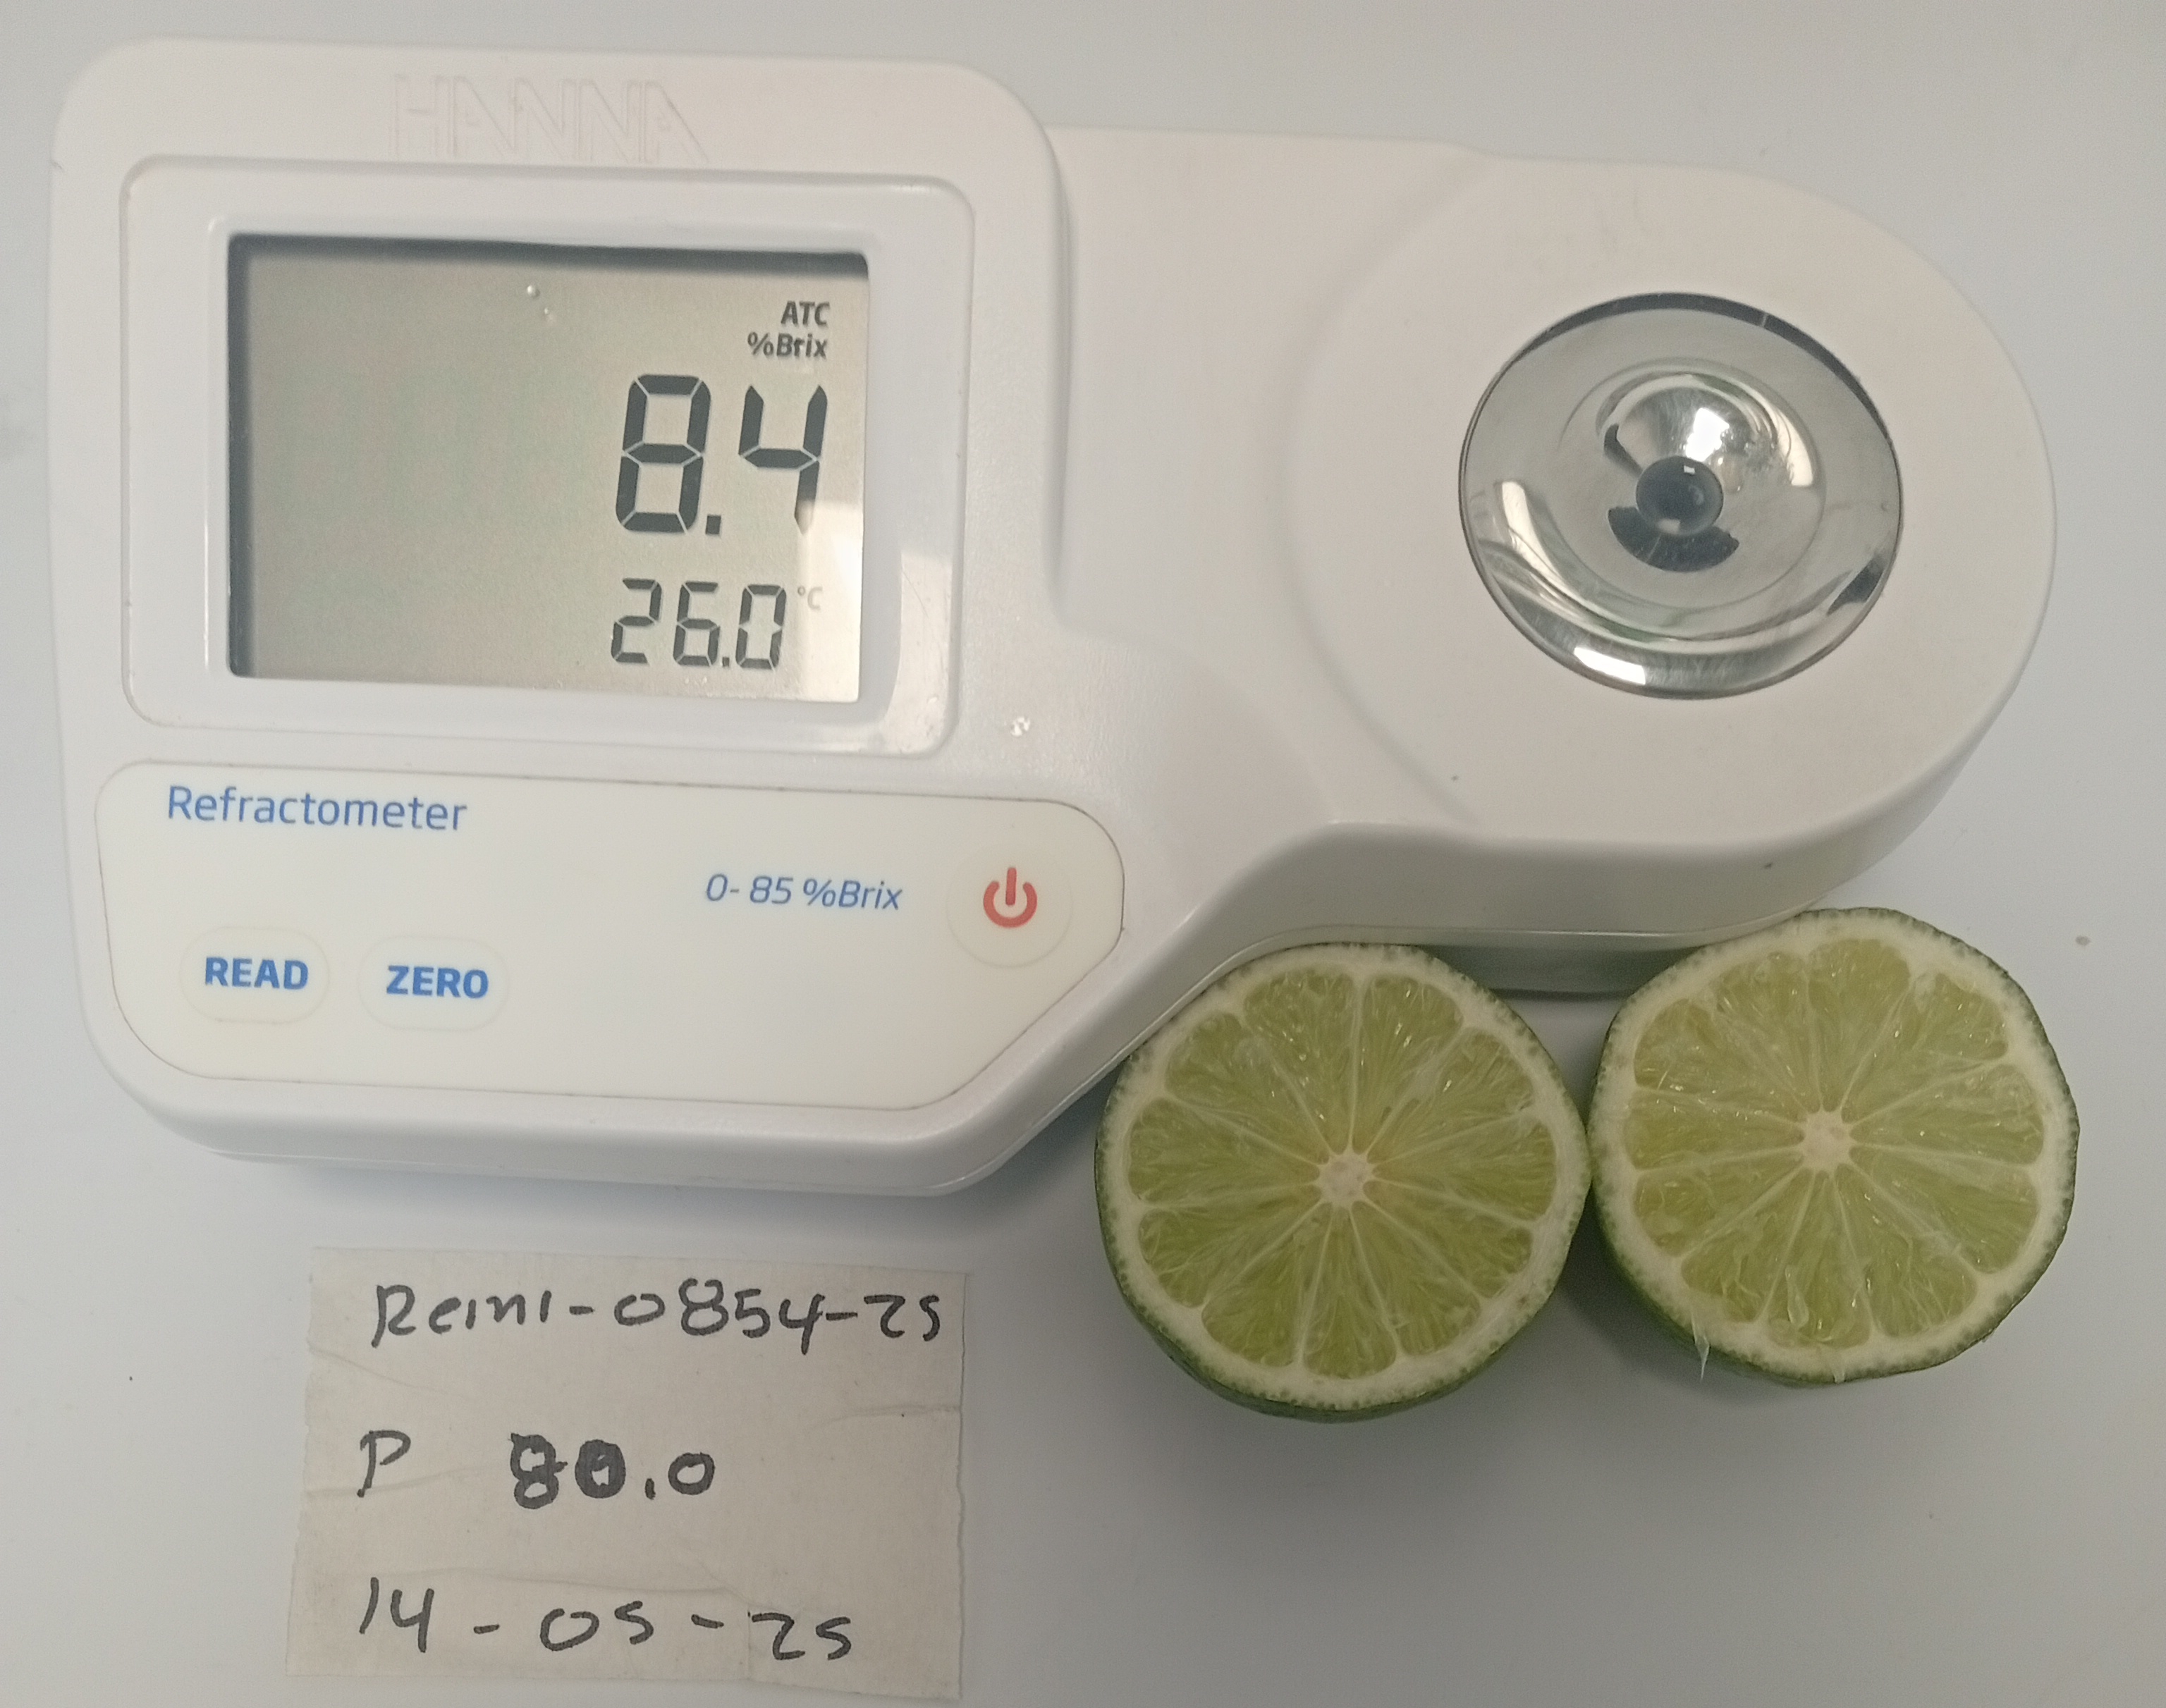 HANNA
ATC
%Brix
8.4
26.0 °C
Refractometer
0-85 %Brix
READ
ZERO
Reini-0854-25
P 80.0
14-05-25